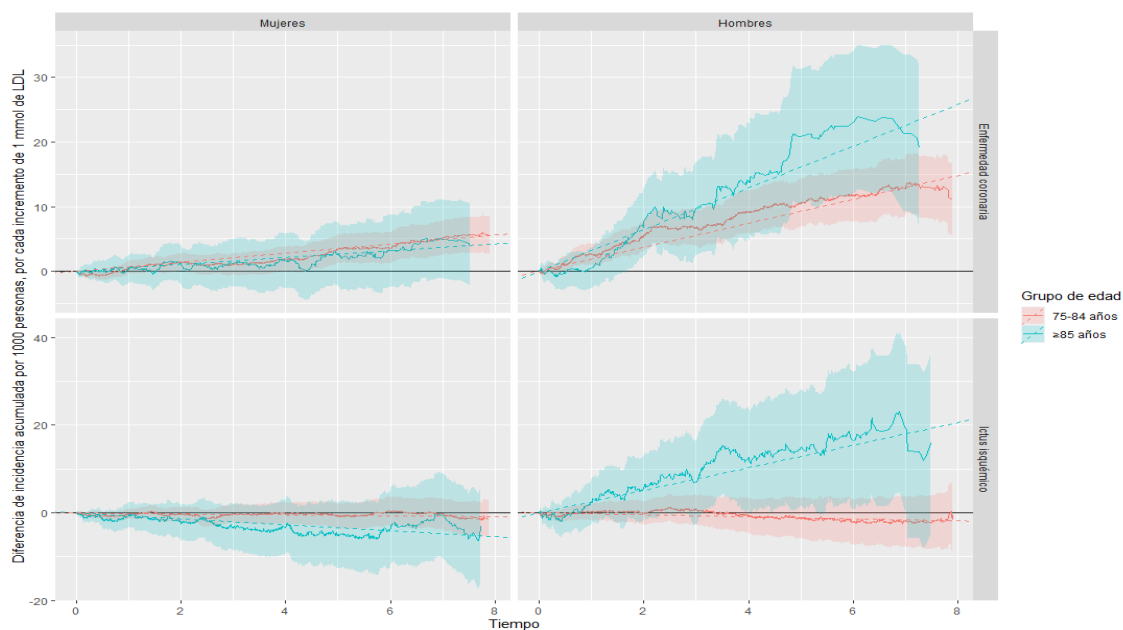 Mujeres
Hombres
Diferencia de incidencia acumulada por 1000 personas, por cada incremento de 1 mmol de LDL
30
20
10
0
Enfermedad coronaria
40
20
0
-20
Ictus isquémico
0
2
4
6
8
0
2
4
6
8
Tiempo
Grupo de edad
75-84 años
≥85 años